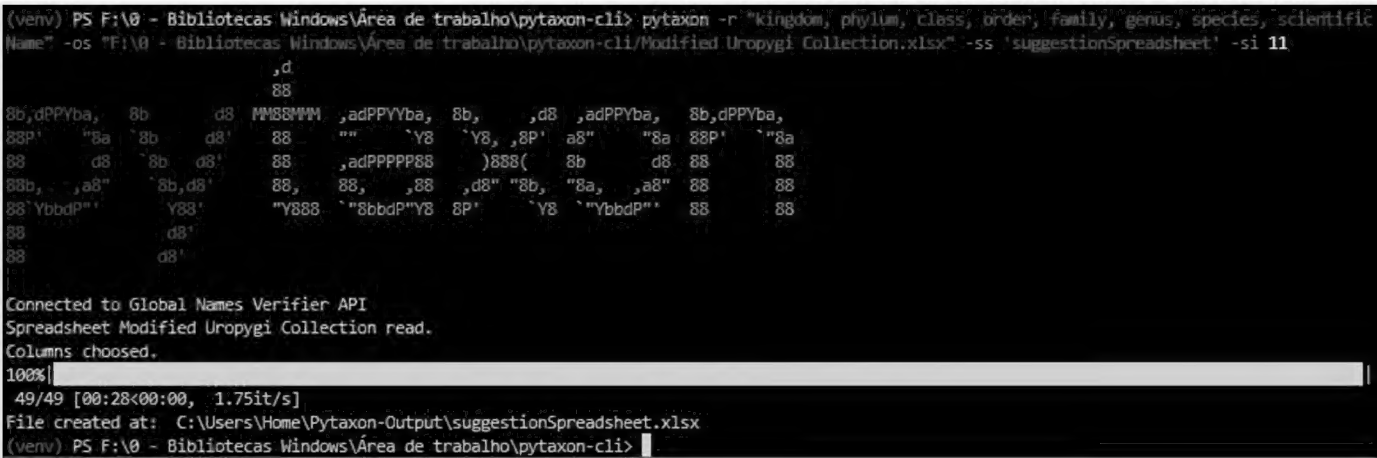 (venv) PS F:\0 - Bibliotecas Windows\Área de trabalho\pytaxon-cli> pytaxon -r "kingdom, phylum, class, order, family, genus, species, scientific
Name" -os "F:\0 - Bibliotecas Windows\Área de trabalho\pytaxon-cli/Modified Uropygi Collection.xlsx" -ss 'suggestionSpreadsheet' -si 11
pytaxon
Connected to Global Names Verifier API
Spreadsheet Modified Uropygi Collection read.
Columns choosed.
100%|
49/49 [00:28<00:00, 1.75it/s]
File created at: C:\Users\Home\Pytaxon-Output\suggestionSpreadsheet.xlsx
(venv) PS F:\0 - Bibliotecas Windows\Área de trabalho\pytaxon-cli>